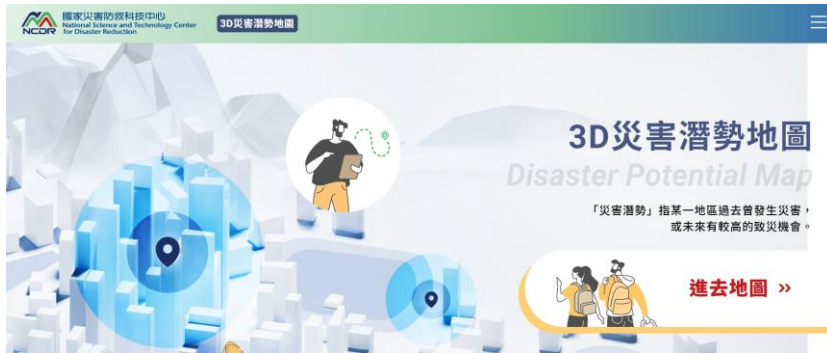 國家災害防救科技中心
National Science and Technology Center
for Disaster Reduction
NCDR
3D災害潛勢地圖
3D災害潛勢地圖
Disaster Potential Map
「災害潛勢」指某一地區過去曾發生災害，
或未來有較高的致災機會。
進去地圖 »